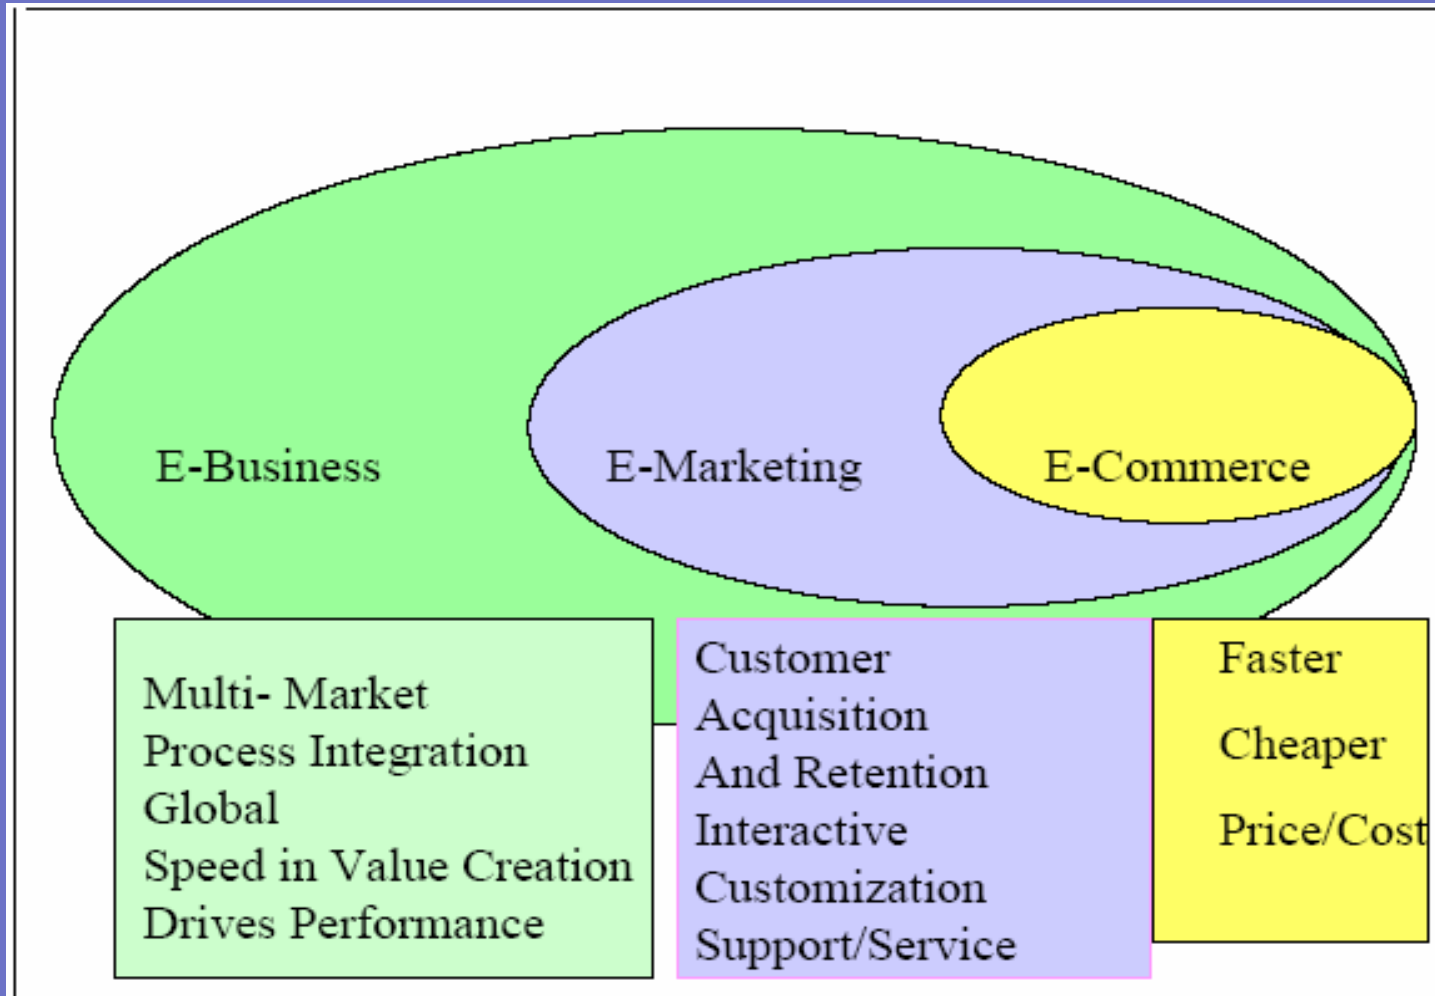 E-Business
E-Marketing
E-Commerce
Multi- Market
Process Integration
Global
Speed in Value Creation
Drives Performance
Customer
Acquisition
And Retention
Interactive
Customization
Support/Service
Faster
Cheaper
Price/Cost